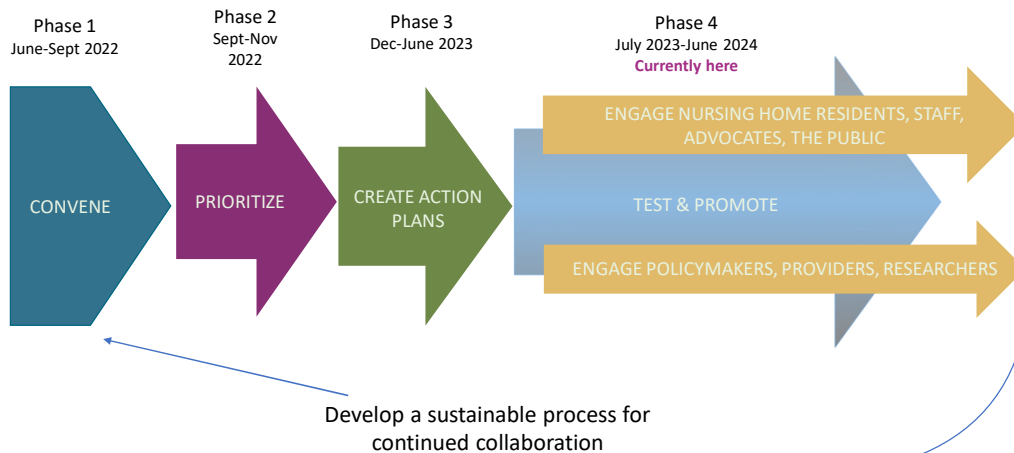 Phase 1
June-Sept 2022
Phase 2
Sept-Nov
2022
Phase 3
Dec-June 2023
Phase 4
July 2023-June 2024
Currently here
CONVENE
PRIORITIZE
CREATE ACTION
PLANS
ENGAGE NURSING HOME RESIDENTS, STAFF,
ADVOCATES, THE PUBLIC
TEST & PROMOTE
ENGAGE POLICYMAKERS, PROVIDERS, RESEARCHERS
Develop a sustainable process for
continued collaboration